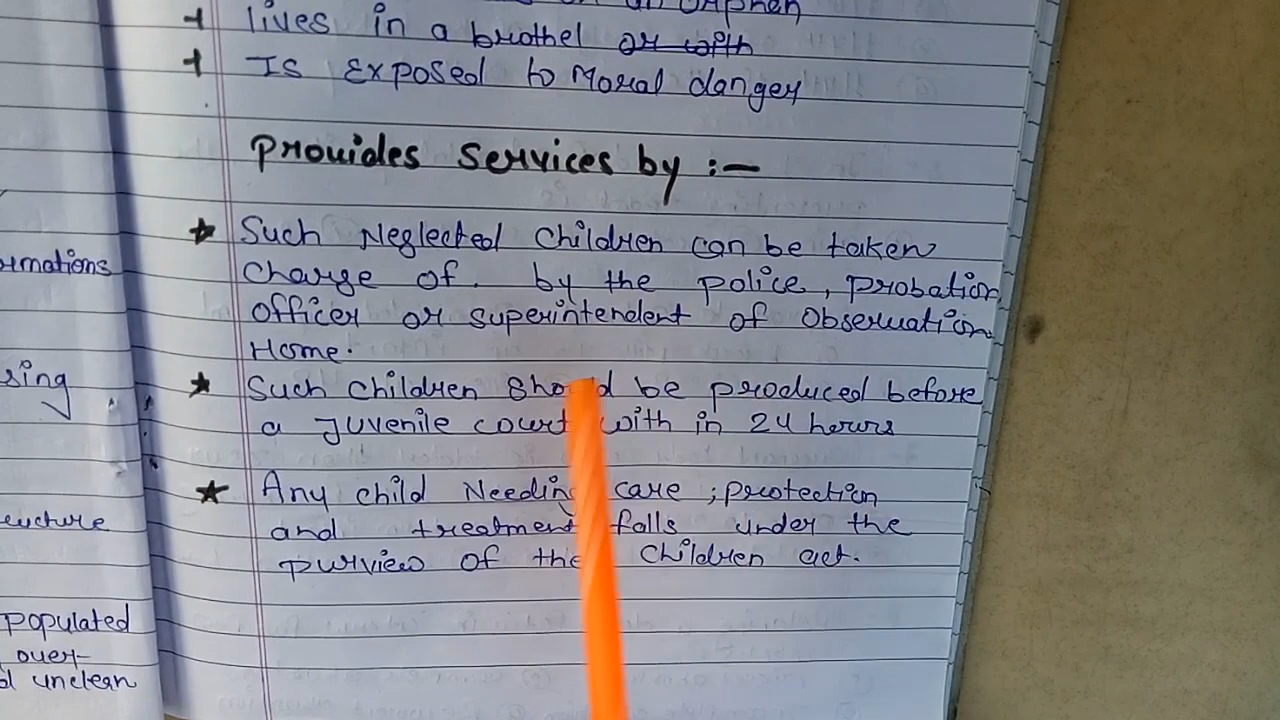 an Orphan
+ lives in a brothel or with
+ Is Exposed to Moral danger
Provides Services by :-
★ Such Neglected Children can be taken
Charge of. by the police, probation
officer or superintendent of Observation
Home.
★ Such Children should be produced before
a Juvenile court with in 24 hours
★ Any child Needing care ; protection
and treatment falls under the
purview of the Children act.
ormations
populated
over-
unclean